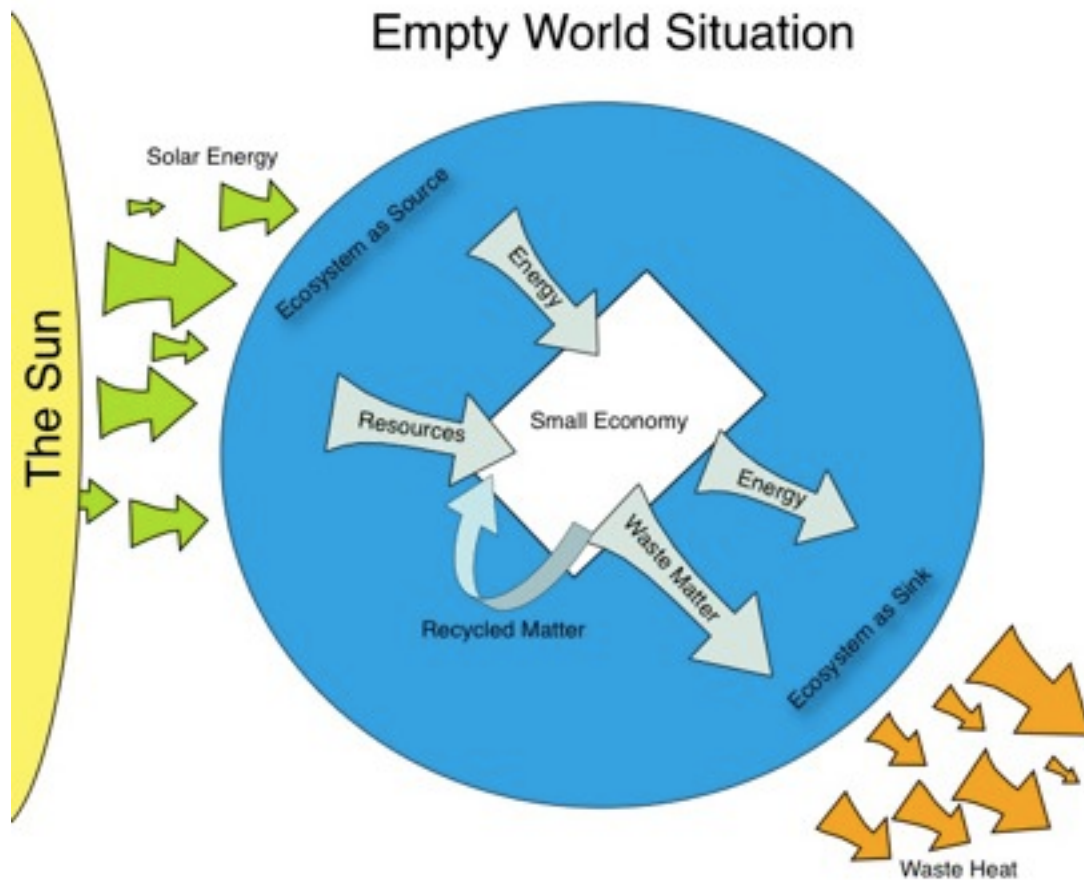 Empty World Situation
Solar Energy
The Sun
Ecosystem as Source
Energy
Resources
Small Economy
Energy
Waste Matter
Recycled Matter
Ecosystem as Sink
Waste Heat